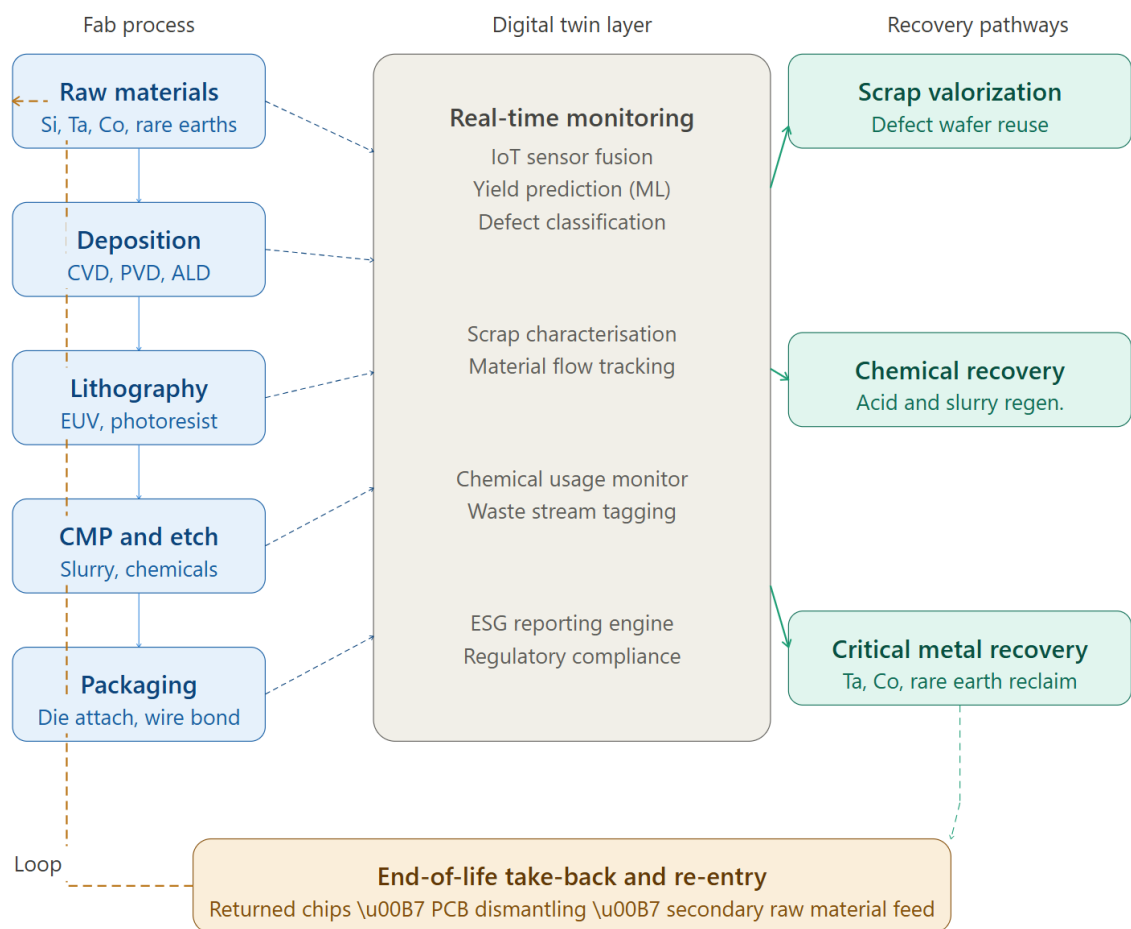 Fab process
Digital twin layer
Recovery pathways
Raw materials
Si, Ta, Co, rare earths
Deposition
CVD, PVD, ALD
Lithography
EUV, photoresist
CMP and etch
Slurry, chemicals
Packaging
Die attach, wire bond
Real-time monitoring
IoT sensor fusion
Yield prediction (ML)
Defect classification
Scrap characterisation
Material flow tracking
Chemical usage monitor
Waste stream tagging
ESG reporting engine
Regulatory compliance
Scrap valorization
Defect wafer reuse
Chemical recovery
Acid and slurry regen.
Critical metal recovery
Ta, Co, rare earth reclaim
Loop
End-of-life take-back and re-entry
Returned chips \u00B7 PCB dismantling \u00B7 secondary raw material feed